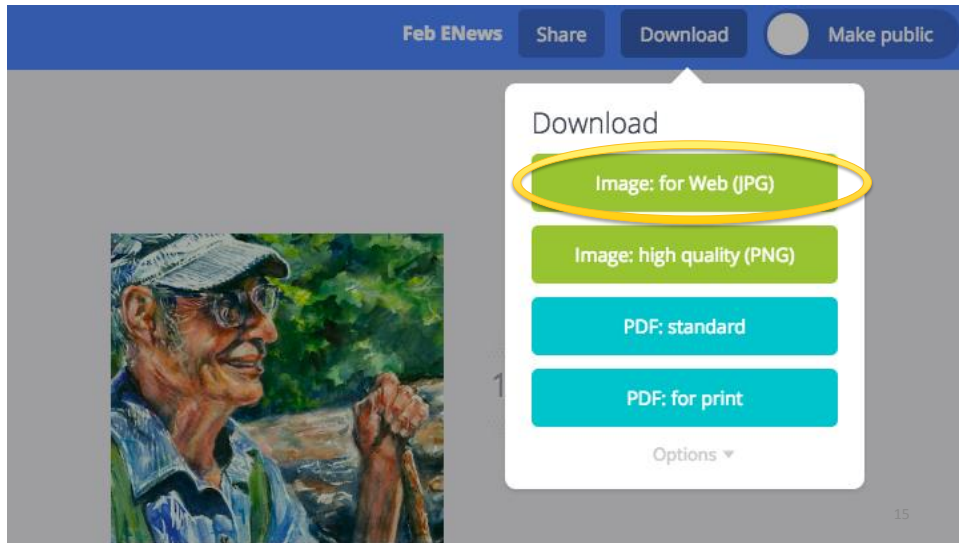 Feb ENews Share Download Make public
Download
Image: for Web (JPG)
Image: high quality (PNG)
PDF: standard
1
PDF: for print
Options
15